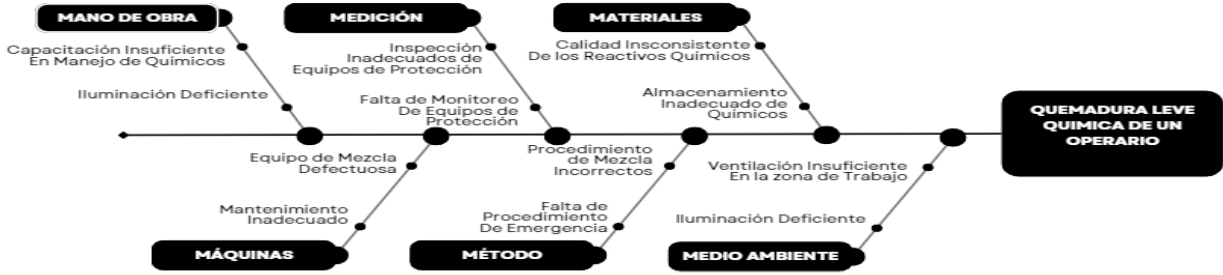 MANO DE OBRA
MEDICIÓN
MATERIALES
Capacitación Insuficiente
En Manejo de Químicos
Iluminación Deficiente
Inspección
Inadecuados de
Equipos de Protección
Falta de Monitoreo
De Equipos de
Protección
Calidad Insconsistente
De los Reactivos Químicos
Almacenamiento
Inadecuado de
Químicos
QUEMADURA LEVE
QUIMICA DE UN
OPERARIO
Equipo de Mezcla
Defectuosa
Mantenimiento
Inadecuado
Procedimiento
de Mezcla
Incorrectos
Falta de
Procedimiento
De Emergencia
Ventilación Insuficiente
En la zona de Trabajo
Iluminación Deficiente
MÁQUINAS
MÉTODO
MEDIO AMBIENTE